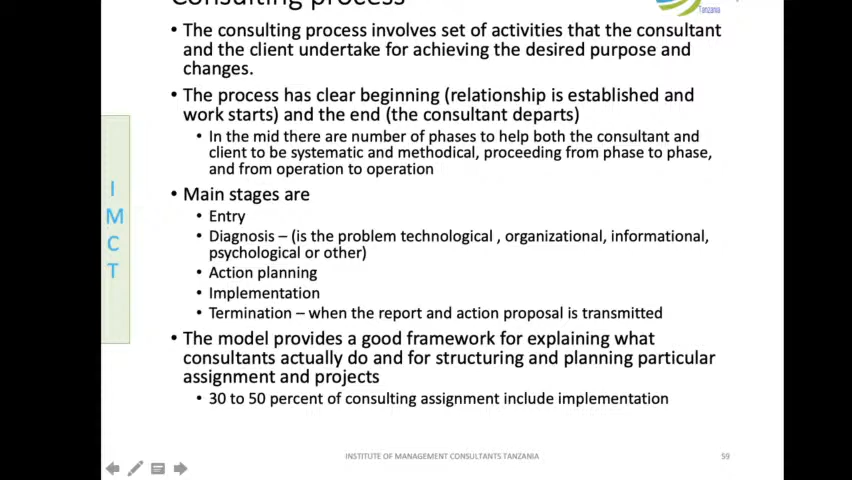 Consulting process
Tanzania
• The consulting process involves set of activities that the consultant
and the client undertake for achieving the desired purpose and
changes.
• The process has clear beginning (relationship is established and
work starts) and the end (the consultant departs)
• In the mid there are number of phases to help both the consultant and
client to be systematic and methodical, proceeding from phase to phase,
and from operation to operation
• Main stages are
• Entry
• Diagnosis – (is the problem technological , organizational, informational,
psychological or other)
• Action planning
• Implementation
• Termination – when the report and action proposal is transmitted
• The model provides a good framework for explaining what
consultants actually do and for structuring and planning particular
assignment and projects
• 30 to 50 percent of consulting assignment include implementation
I
M
C
T
INSTITUTE OF MANAGEMENT CONSULTANTS TANZANIA
59